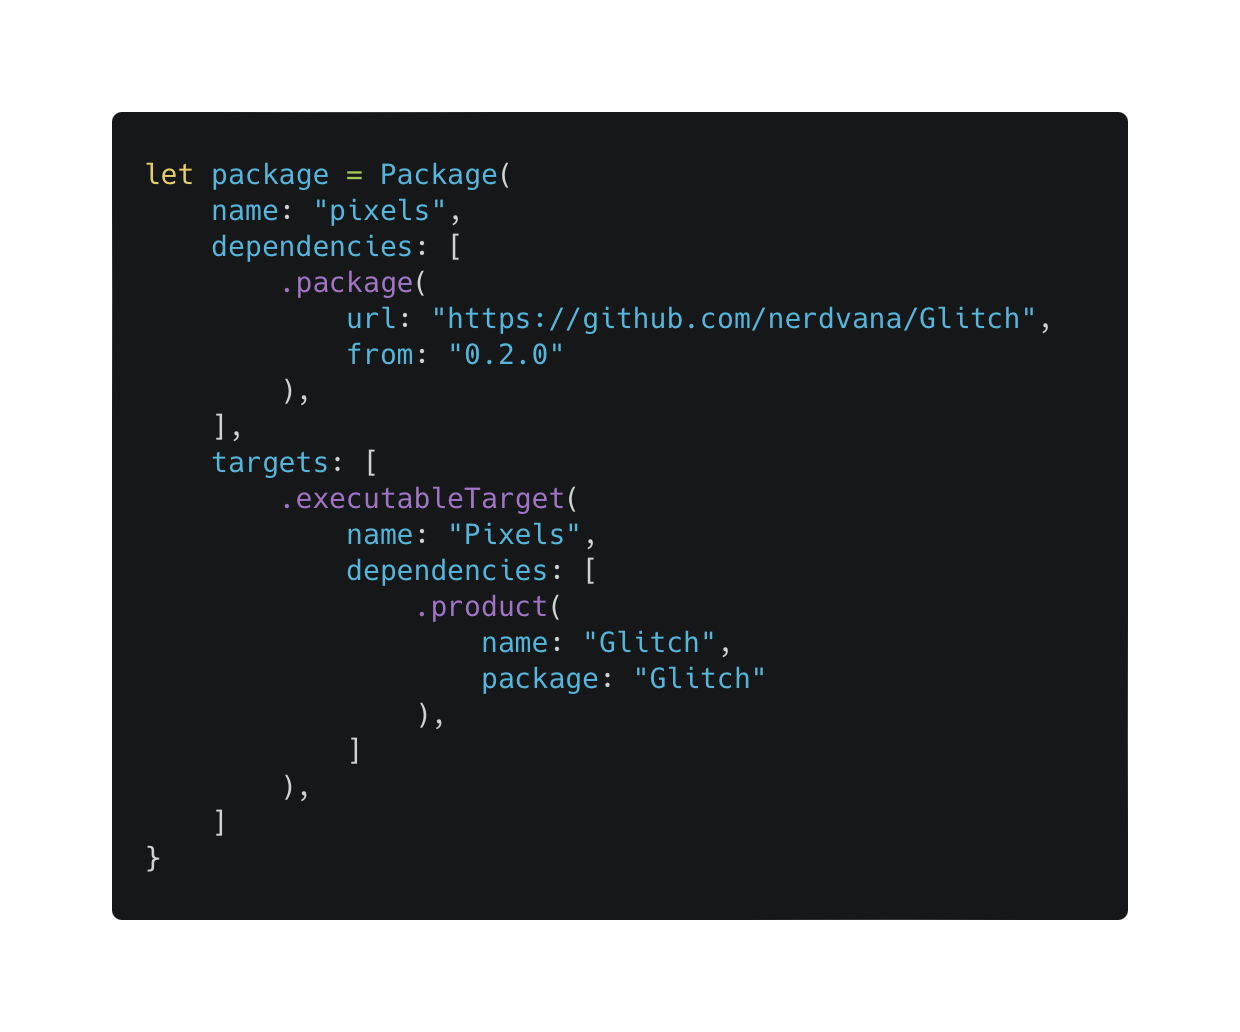 let package = Package(
    name: "pixels",
    dependencies: [
        .package(
            url: "https://github.com/nerdvana/Glitch",
            from: "0.2.0"
        ),
    ],
    targets: [
        .executableTarget(
            name: "Pixels",
            dependencies: [
                .product(
                    name: "Glitch",
                    package: "Glitch"
                ),
            ]
        ),
    ]
}